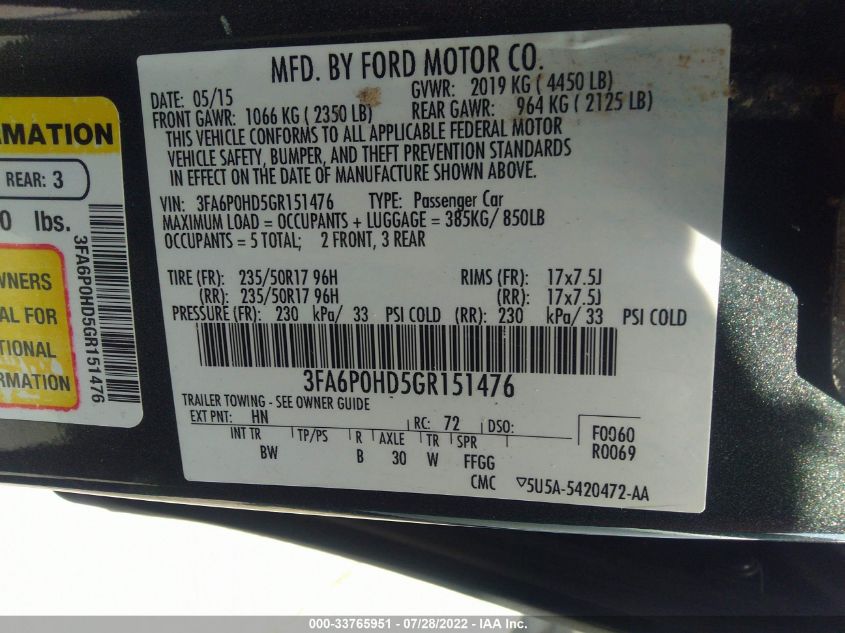 MFD. BY FORD MOTOR CO.
DATE: 05/15 GVWR: 2019 KG ( 4450 LB)
FRONT GAWR: 1066 KG ( 2350 LB) REAR GAWR: 964 KG ( 2125 LB)
THIS VEHICLE CONFORMS TO ALL APPLICABLE FEDERAL MOTOR
VEHICLE SAFETY, BUMPER, AND THEFT PREVENTION STANDARDS
IN EFFECT ON THE DATE OF MANUFACTURE SHOWN ABOVE.
VIN: 3FA6P0HD5GR151476 TYPE: Passenger Car
MAXIMUM LOAD = OCCUPANTS + LUGGAGE = 385KG/ 850LB
OCCUPANTS = 5 TOTAL; 2 FRONT, 3 REAR
TIRE (FR): 235/50R17 96H RIMS (FR): 17x7.5J
(RR): 235/50R17 96H (RR): 17x7.5J
PRESSURE (FR): 230 kPa/ 33 PSI COLD (RR): 230 kPa/ 33 PSI COLD
3FA6P0HD5GR151476
TRAILER TOWING - SEE OWNER GUIDE
EXT PNT: HN RC: 72 DSO:
INT TR TP/PS R AXLE TR SPR
BW B 30 W FFGG
F0060
R0069
CMC ▽5U5A-5420472-AA
RMATION
REAR: 3
0 lbs.
WNERS
AL FOR
TIONAL
RMATION
3FA6P0HD5GR151476
000-33765951 / 07/28/2022 / IAA Inc.